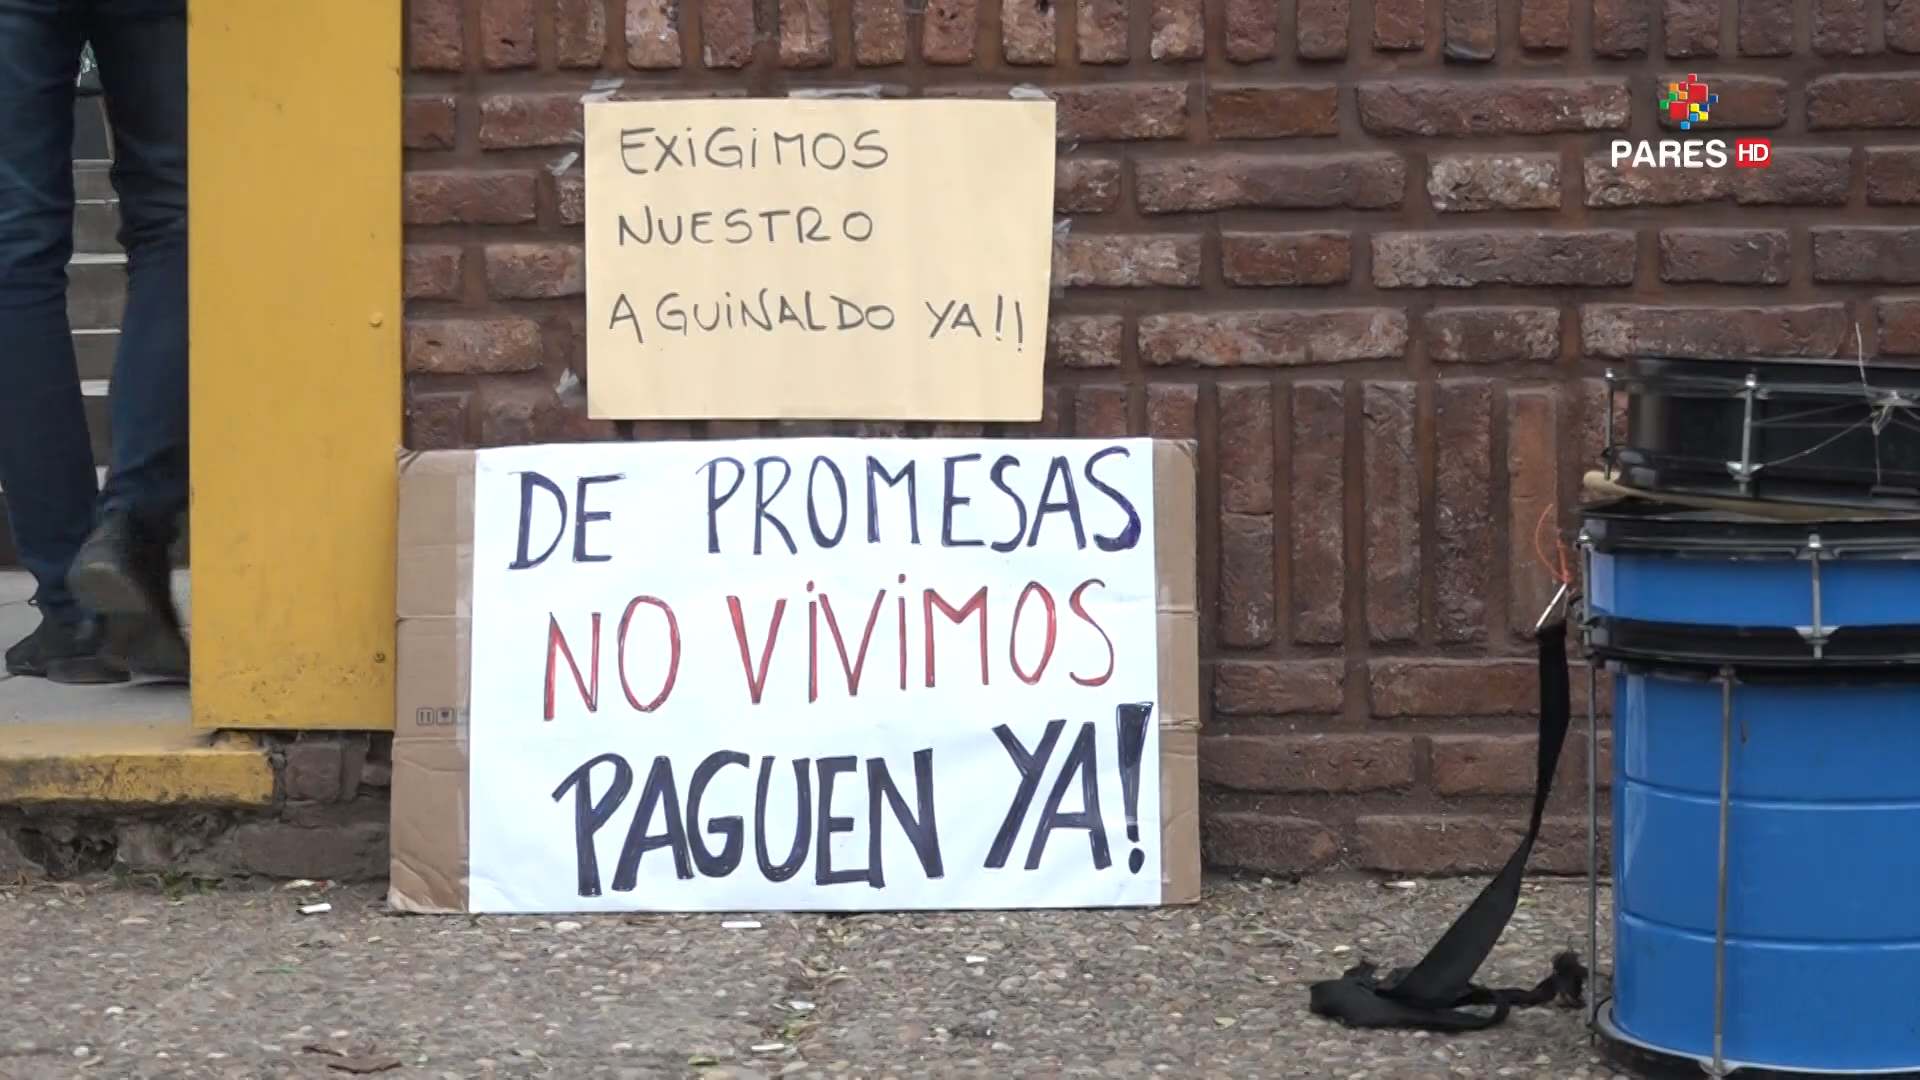 EXiGiMOS
NUESTRO
AGUiNALDO YA!!
PARES HD
DE PROMESAS
NO ViViMOS
PAGUEN YA!